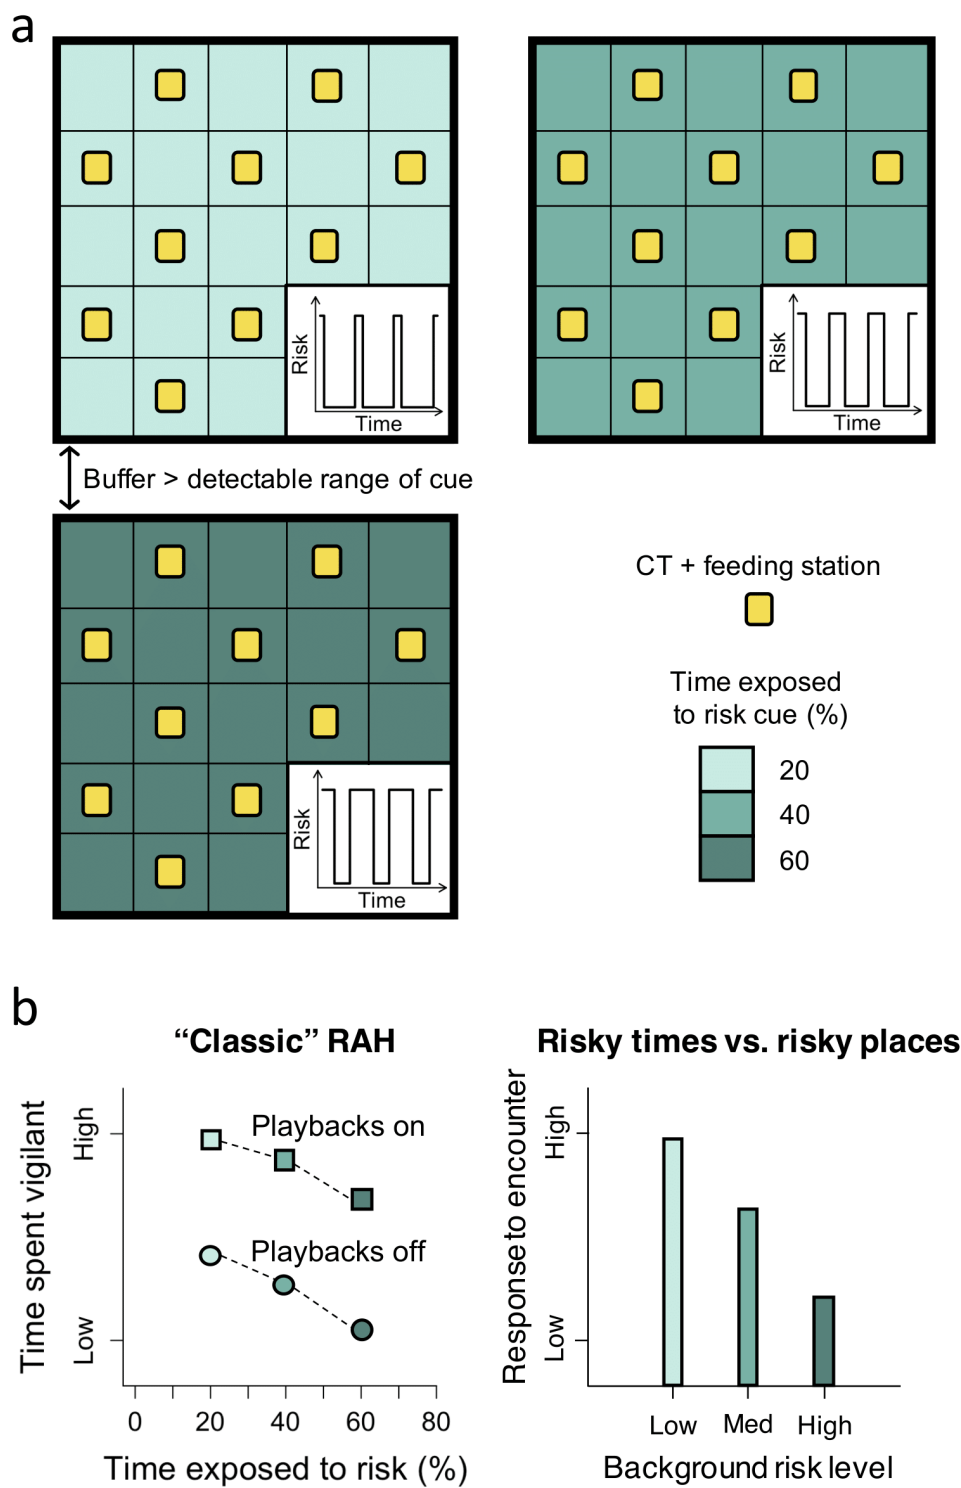 a
Risk
Time
Risk
Time
Buffer > detectable range of cue
Risk
Time
CT + feeding station
Time exposed
to risk cue (%)
20
40
60
b
“Classic” RAH
Time spent vigilant
High
Low
Playbacks on
Playbacks off
0 20 40 60 80
Time exposed to risk (%)
Risky times vs. risky places
Response to encounter
High
Low
Low Med High
Background risk level